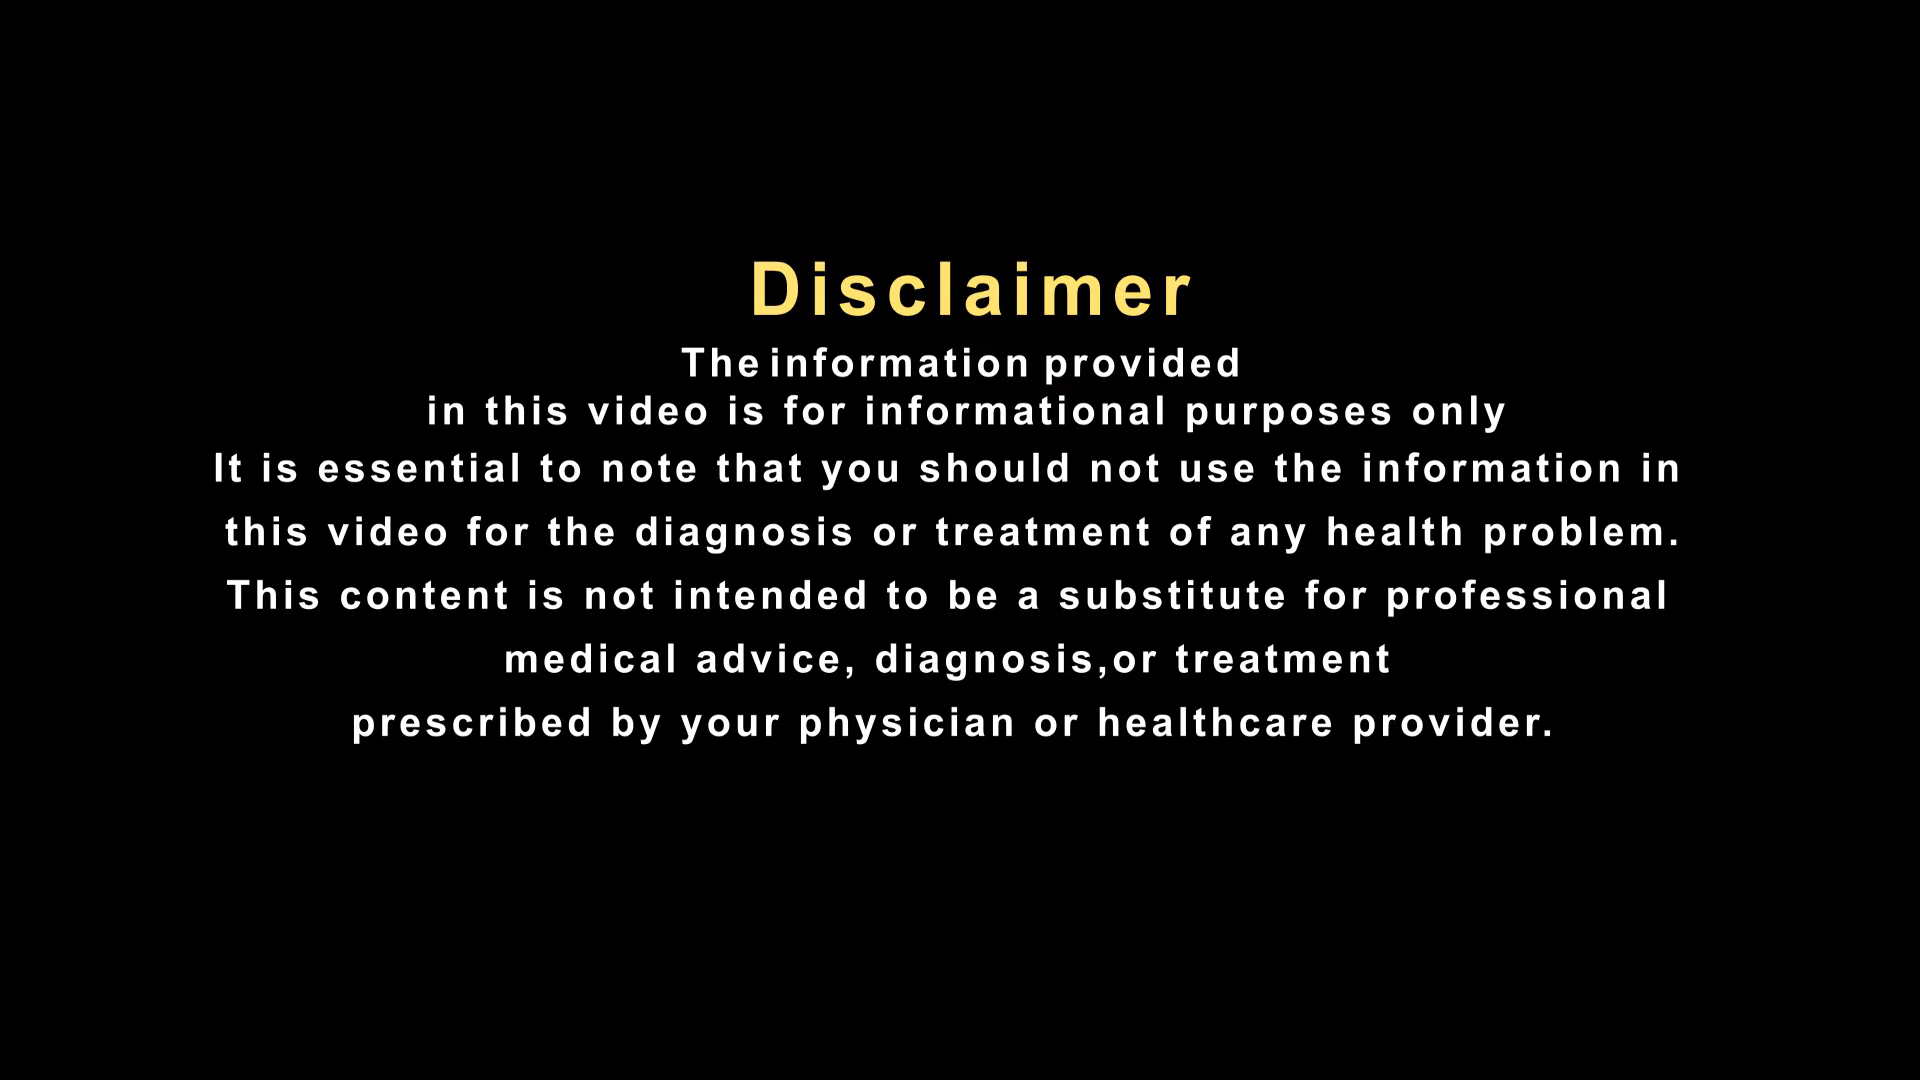 Disclaimer
The information provided
in this video is for informational purposes only
It is essential to note that you should not use the information in
this video for the diagnosis or treatment of any health problem.
This content is not intended to be a substitute for professional
medical advice, diagnosis,or treatment
prescribed by your physician or healthcare provider.